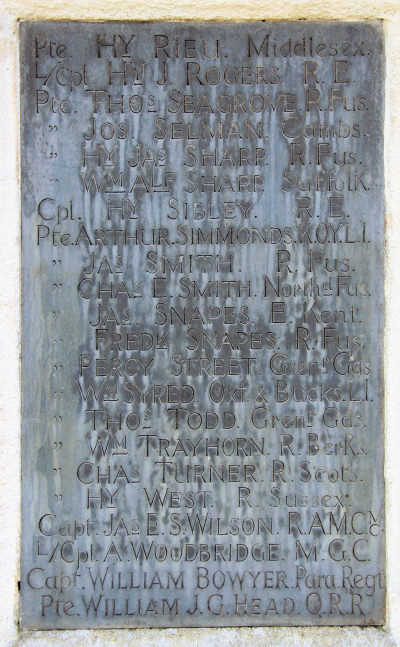 Pte. Hy Riell. Middlesex.
L/Cpl. Hy J. Rogers. R.E.
Pte. Thos Seagrove. R.Fus.
" Jos. Selman. Cambs.
" Hy Jas Sharp. R.Fus.
" Wm Alf Sharp. Suffolk.
Cpl. Hy Sibley. R.E.
Pte. Arthur. Simmonds. K.O.Y.L.I.
" Jas Smith. R. Fus.
" Chas E. Smith. Northd Fus.
" Jas. Snapes. E. Kent.
" Fredk Snapes. R. Fus.
" Percy Street. Grenr Gds
" Wm Syred. Oxf. & Bucks. L.I.
" Thos Todd. Grenr Gds.
" Wm Trayhorn. R. Berks.
" Chas Turner. R. Scots.
" Hy West. R. Sussex.
Capt. Jas E. S. Wilson. R.A.M.C. V.C.
L/Cpl. A. Woodbridge. M.G.C.
Capt. William Bowyer. Para Regt
Pte. William J.G. Head. Q.R.R.